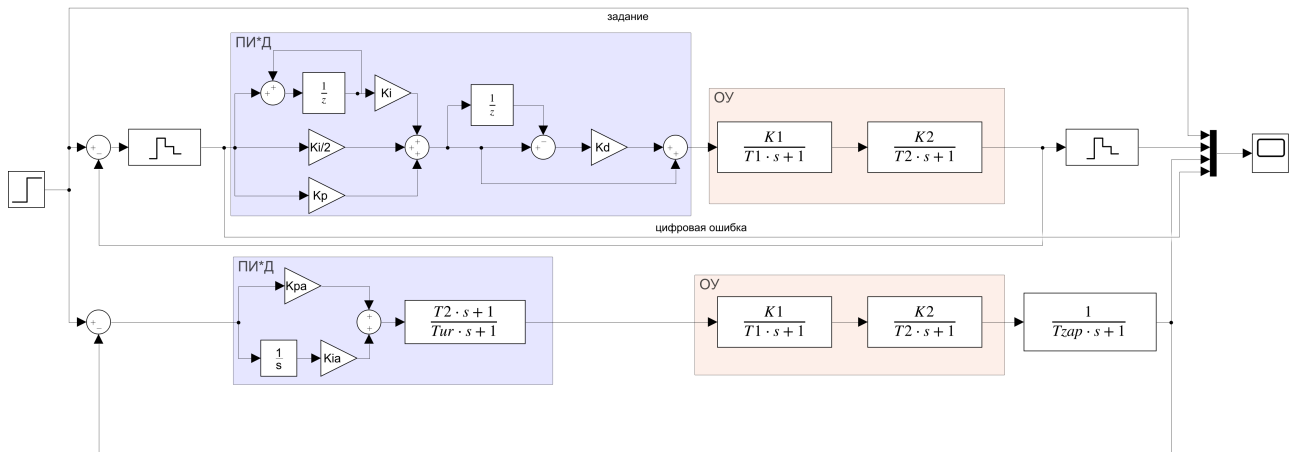 задание
ПИ*Д
1
z
Ki
1
z
Ki/2
Kd
Kp
ОУ
K1
T1 · s + 1
K2
T2 · s + 1
цифровая ошибка
ПИ*Д
Kpa
1
s
Kia
T2 · s + 1
Tur · s + 1
ОУ
K1
T1 · s + 1
K2
T2 · s + 1
1
Tzap · s + 1